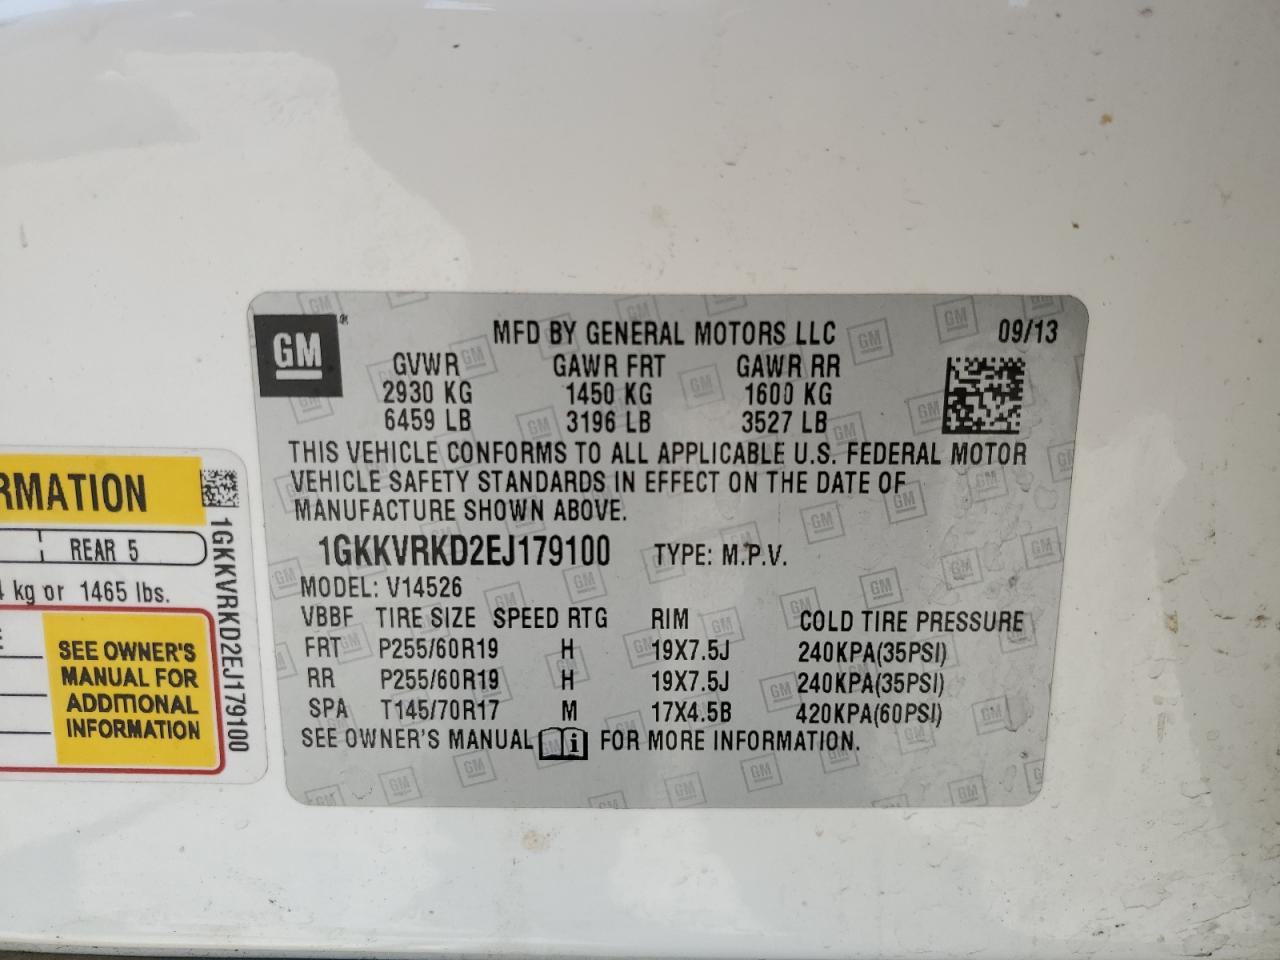 GM
MFD BY GENERAL MOTORS LLC 09/13
GVWR GAWR FRT GAWR RR
2930 KG 1450 KG 1600 KG
6459 LB 3196 LB 3527 LB
THIS VEHICLE CONFORMS TO ALL APPLICABLE U.S. FEDERAL MOTOR
VEHICLE SAFETY STANDARDS IN EFFECT ON THE DATE OF
MANUFACTURE SHOWN ABOVE.
1GKKVRKD2EJ179100 TYPE: M.P.V.
MODEL: V14526
VBBF TIRE SIZE SPEED RTG RIM COLD TIRE PRESSURE
FRT P255/60R19 H 19X7.5J 240KPA(35PSI)
RR P255/60R19 H 19X7.5J 240KPA(35PSI)
SPA T145/70R17 M 17X4.5B 420KPA(60PSI)
SEE OWNER'S MANUAL FOR MORE INFORMATION.
RMATION
REAR 5
kg or 1465 lbs.
SEE OWNER'S
MANUAL FOR
ADDITIONAL
INFORMATION
1GKKVRKD2EJ179100